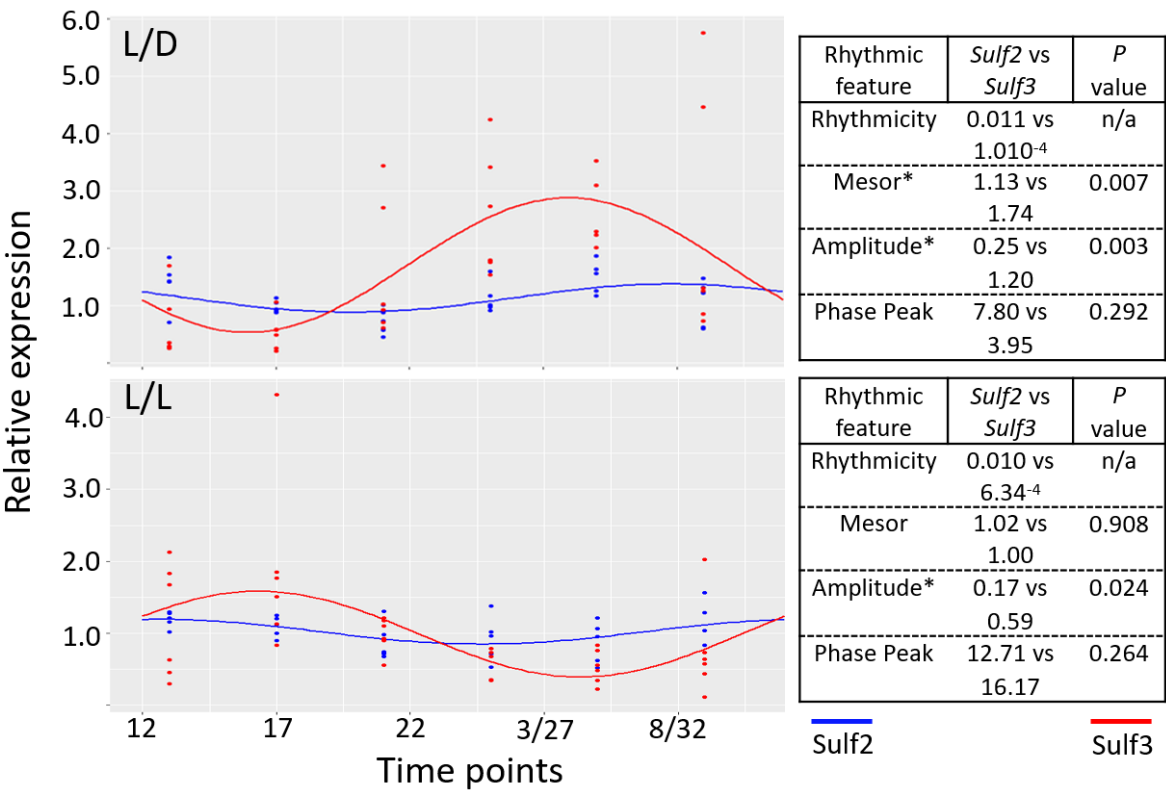 L/D
6.0
5.0
4.0
3.0
2.0
1.0
L/L
4.0
3.0
2.0
1.0
Relative expression
12 17 22 3/27 8/32
Time points
Rhythmic feature Sulf2 vs Sulf3 P value
Rhythmicity 0.011 vs 1.010-4 n/a
Mesor* 1.13 vs 1.74 0.007
Amplitude* 0.25 vs 1.20 0.003
Phase Peak 7.80 vs 3.95 0.292
Rhythmic feature Sulf2 vs Sulf3 P value
Rhythmicity 0.010 vs 6.34-4 n/a
Mesor 1.02 vs 1.00 0.908
Amplitude* 0.17 vs 0.59 0.024
Phase Peak 12.71 vs 16.17 0.264
Sulf2 Sulf3